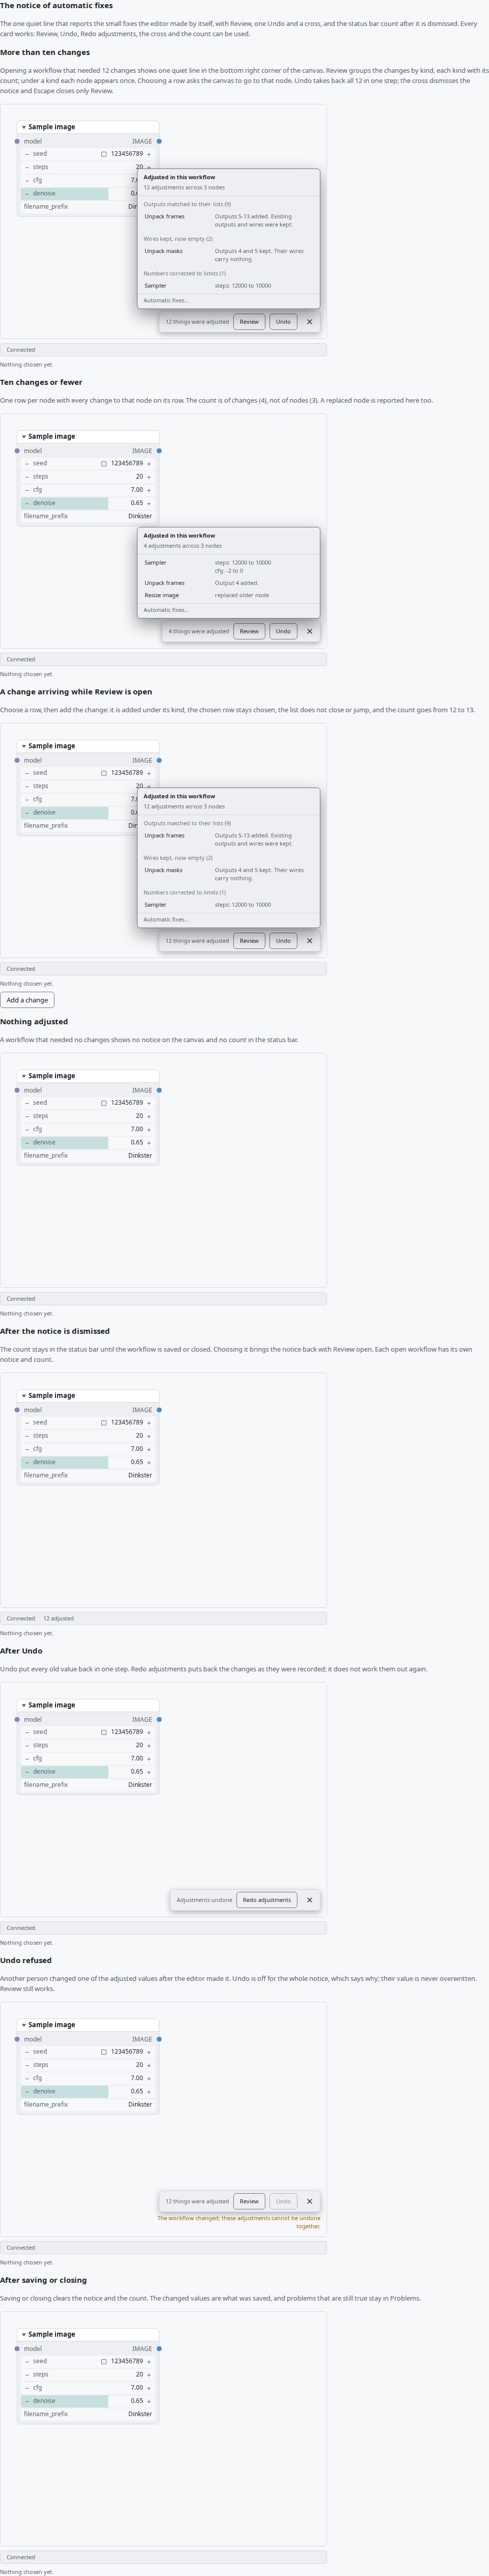 The notice of automatic fixes
The one quiet line that reports the small fixes the editor made by itself, with Review, one Undo and a cross, and the status bar count after it is dismissed. Every
card works: Review, Undo, Redo adjustments, the cross and the count can be used.
More than ten changes
Opening a workflow that needed 12 changes shows one quiet line in the bottom right corner of the canvas. Review groups the changes by kind, each kind with its
count; under a kind each node appears once. Choosing a row asks the canvas to go to that node. Undo takes back all 12 in one step; the cross dismisses the
notice and Escape closes only Review.
Sample image
model IMAGE
– seed 123456789 +
– steps 20 +
– cfg 7.
– denoise 0.
filename_prefix Din
Adjusted in this workflow
12 adjustments across 3 nodes
Outputs matched to their lists (9)
Unpack frames Outputs 5-13 added. Existing
outputs and wires were kept.
Wires kept, now empty (2)
Unpack masks Outputs 4 and 5 kept. Their wires
carry nothing.
Numbers corrected to limits (1)
Sampler steps: 12000 to 10000
Automatic fixes...
12 things were adjusted Review Undo ✕
Connected
Nothing chosen yet.
Ten changes or fewer
One row per node with every change to that node on its row. The count is of changes (4), not of nodes (3). A replaced node is reported here too.
Sample image
model IMAGE
– seed 123456789 +
– steps 20 +
– cfg 7.00 +
– denoise 0.65 +
filename_prefix Dinkster
Adjusted in this workflow
4 adjustments across 3 nodes
Sampler steps: 12000 to 10000
cfg: -2 to 0
Unpack frames Output 4 added.
Resize image replaced older node
Automatic fixes...
4 things were adjusted Review Undo ✕
Connected
Nothing chosen yet.
A change arriving while Review is open
Choose a row, then add the change: it is added under its kind, the chosen row stays chosen, the list does not close or jump, and the count goes from 12 to 13.
Sample image
model IMAGE
– seed 123456789 +
– steps 20 +
– cfg 7.
– denoise 0.
filename_prefix Din
Adjusted in this workflow
12 adjustments across 3 nodes
Outputs matched to their lists (9)
Unpack frames Outputs 5-13 added. Existing
outputs and wires were kept.
Wires kept, now empty (2)
Unpack masks Outputs 4 and 5 kept. Their wires
carry nothing.
Numbers corrected to limits (1)
Sampler steps: 12000 to 10000
Automatic fixes...
12 things were adjusted Review Undo ✕
Connected
Nothing chosen yet.
Add a change
Nothing adjusted
A workflow that needed no changes shows no notice on the canvas and no count in the status bar.
Sample image
model IMAGE
– seed 123456789 +
– steps 20 +
– cfg 7.00 +
– denoise 0.65 +
filename_prefix Dinkster
Connected
Nothing chosen yet.
After the notice is dismissed
The count stays in the status bar until the workflow is saved or closed. Choosing it brings the notice back with Review open. Each open workflow has its own
notice and count.
Sample image
model IMAGE
– seed 123456789 +
– steps 20 +
– cfg 7.00 +
– denoise 0.65 +
filename_prefix Dinkster
Connected 12 adjusted
Nothing chosen yet.
After Undo
Undo put every old value back in one step. Redo adjustments puts back the changes as they were recorded; it does not work them out again.
Sample image
model IMAGE
– seed 123456789 +
– steps 20 +
– cfg 7.00 +
– denoise 0.65 +
filename_prefix Dinkster
Adjustments undone Redo adjustments ✕
Connected
Nothing chosen yet.
Undo refused
Another person changed one of the adjusted values after the editor made it. Undo is off for the whole notice, which says why; their value is never overwritten.
Review still works.
Sample image
model IMAGE
– seed 123456789 +
– steps 20 +
– cfg 7.00 +
– denoise 0.65 +
filename_prefix Dinkster
12 things were adjusted Review Undo ✕
The workflow changed; these adjustments cannot be undone
together.
Connected
Nothing chosen yet.
After saving or closing
Saving or closing clears the notice and the count. The changed values are what was saved, and problems that are still true stay in Problems.
Sample image
model IMAGE
– seed 123456789 +
– steps 20 +
– cfg 7.00 +
– denoise 0.65 +
filename_prefix Dinkster
Connected
Nothing chosen yet.